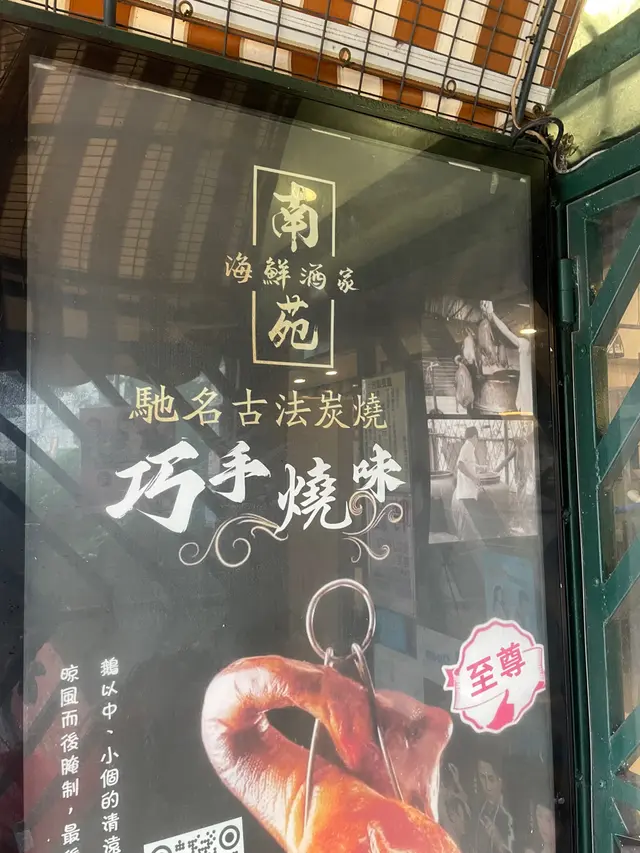 南
海鮮酒家
苑
馳名古法炭燒
巧手燒味
至尊
鵝以中、小個的清遠
晾風而後醃制，最